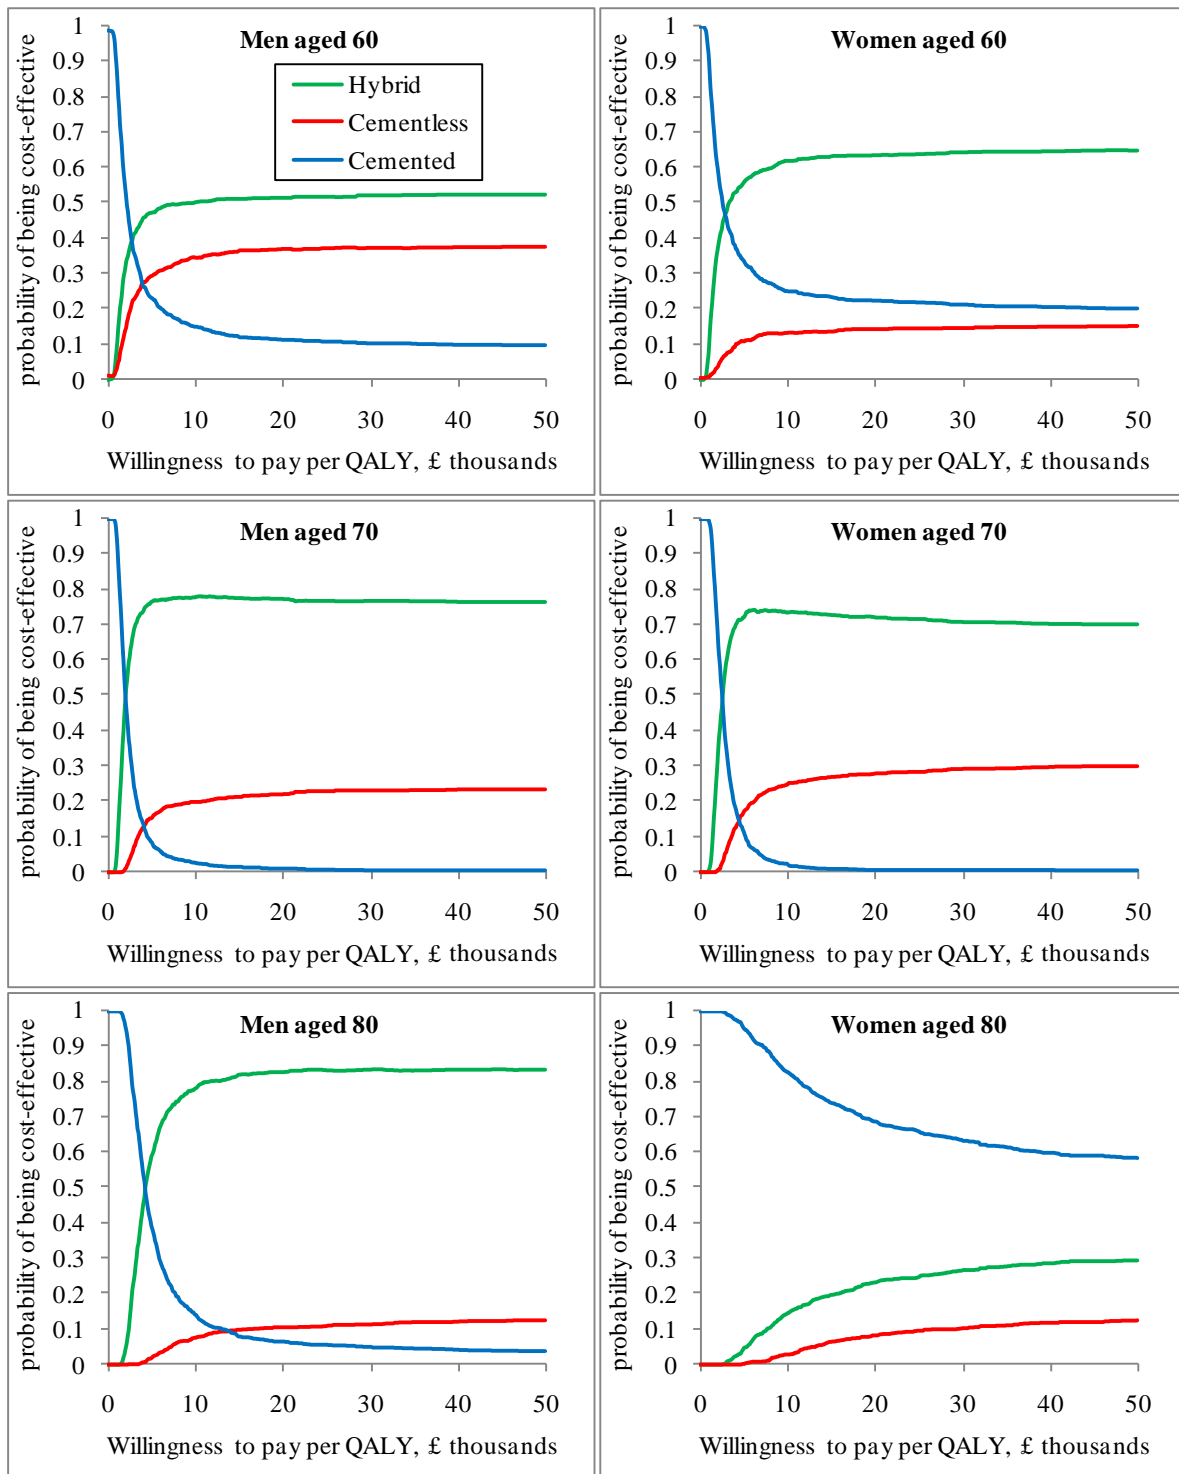 Men aged 60
Hybrid
Cementless
Cemented
probability of being cost-effective
1
0.9
0.8
0.7
0.6
0.5
0.4
0.3
0.2
0.1
0
0 10 20 30 40 50
Willingness to pay per QALY, £ thousands
Women aged 60
probability of being cost-effective
1
0.9
0.8
0.7
0.6
0.5
0.4
0.3
0.2
0.1
0
0 10 20 30 40 50
Willingness to pay per QALY, £ thousands
Men aged 70
probability of being cost-effective
1
0.9
0.8
0.7
0.6
0.5
0.4
0.3
0.2
0.1
0
0 10 20 30 40 50
Willingness to pay per QALY, £ thousands
Women aged 70
probability of being cost-effective
1
0.9
0.8
0.7
0.6
0.5
0.4
0.3
0.2
0.1
0
0 10 20 30 40 50
Willingness to pay per QALY, £ thousands
Men aged 80
probability of being cost-effective
1
0.9
0.8
0.7
0.6
0.5
0.4
0.3
0.2
0.1
0
0 10 20 30 40 50
Willingness to pay per QALY, £ thousands
Women aged 80
probability of being cost-effective
1
0.9
0.8
0.7
0.6
0.5
0.4
0.3
0.2
0.1
0
0 10 20 30 40 50
Willingness to pay per QALY, £ thousands